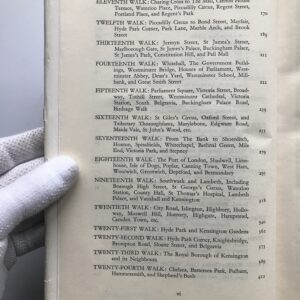 ELEVENTH WALK: Charing Cross to The Mall, Carlton House
Terrace, Waterloo Place, Piccadilly Circus, Regent Street,
Portland Place, and Regent's Park
TWELFTH WALK: Piccadilly Circus to Bond Street, Mayfair,
Hyde Park Corner, Park Lane, Marble Arch, and Brook
Street
THIRTEENTH WALK: Jermyn Street, St James's Street,
Marlborough Gate, St James's Palace, Buckingham Palace,
St James's Park, Constitution Hill, and Pall Mall
FOURTEENTH WALK: Whitehall, The Government
Buildings, Westminster Bridge, Houses of Parliament, West-
minster Abbey, Dean's Yard, Westminster School, Mill-
bank, and Great Smith Street
FIFTEENTH WALK: Parliament Square, Victoria Street, Broad-
way, Tothill Street, Westminster Cathedral, Victoria
Station, South Belgravia, Buckingham Palace Road,
Birdcage Walk
SIXTEENTH WALK: St Giles's Circus, Oxford Street, and
Tributary Thoroughfares, Marylebone, Edgware Road,
Maida Vale, St John's Wood, etc.
SEVENTEENTH WALK: From The Bank to Shoreditch,
Hoxton, Spitalfields, Whitechapel, Bethnal Green, Mile
End, Victoria Park, and Stepney
EIGHTEENTH WALK: The Port of London, Shadwell, Lime-
house, Isle of Dogs, Poplar, Canning Town, West Ham,
Woolwich, Greenwich, Deptford, and Bermondsey
NINETEENTH WALK: Southwark and Lambeth, Including
Borough High Street, St George's Circus, Waterloo
Station, County Hall, St Thomas's Hospital, Lambeth
Palace, and Vauxhall and Kennington
TWENTIETH WALK: City Road, Islington, Highbury, Hollo-
way, Muswell Hill, Hornsey, Highgate, Hampstead,
Camden Town, etc.
TWENTY-FIRST WALK: Hyde Park and Kensington Gardens
TWENTY-SECOND WALK: Hyde Park Corner, Knightsbridge,
Brompton Road, Sloane Street, and Belgravia
TWENTY-THIRD WALK: The Royal Borough of Kensington
and its Neighbours
TWENTY-FOURTH WALK: Chelsea, Battersea Park, Fulham,
Hammersmith, and Shepherd's Bush
vi